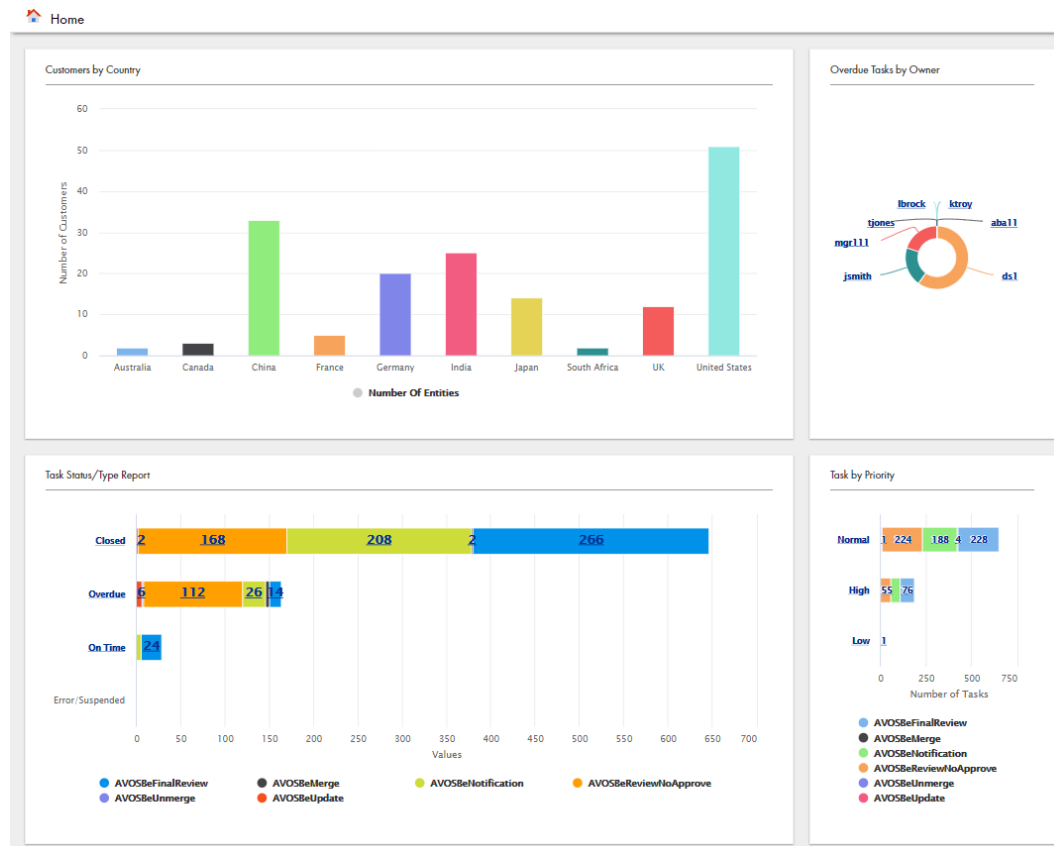 Home
Customers by Country
60
50
40
30
20
10
0
Number of Customers
Australia Canada China France Germany India Japan South Africa UK United States
Number Of Entities
Overdue Tasks by Owner
lbrock ktroy
tjones aba11
mgr111
jsmith ds1
Task Status/Type Report
Closed 2 168 208 2 266
Overdue 6 112 26 14
On Time 24
Error/Suspended
0 50 100 150 200 250 300 350 400 450 500 550 600 650 700
Values
AVOSBeFinalReview AVOSBeMerge AVOSBeNotification AVOSBeReviewNoApprove
AVOSBeUnmerge AVOSBeUpdate
Task by Priority
Normal 1 224 188 4 228
High 55 76
Low 1
0 250 500 750
Number of Tasks
AVOSBeFinalReview
AVOSBeMerge
AVOSBeNotification
AVOSBeReviewNoApprove
AVOSBeUnmerge
AVOSBeUpdate